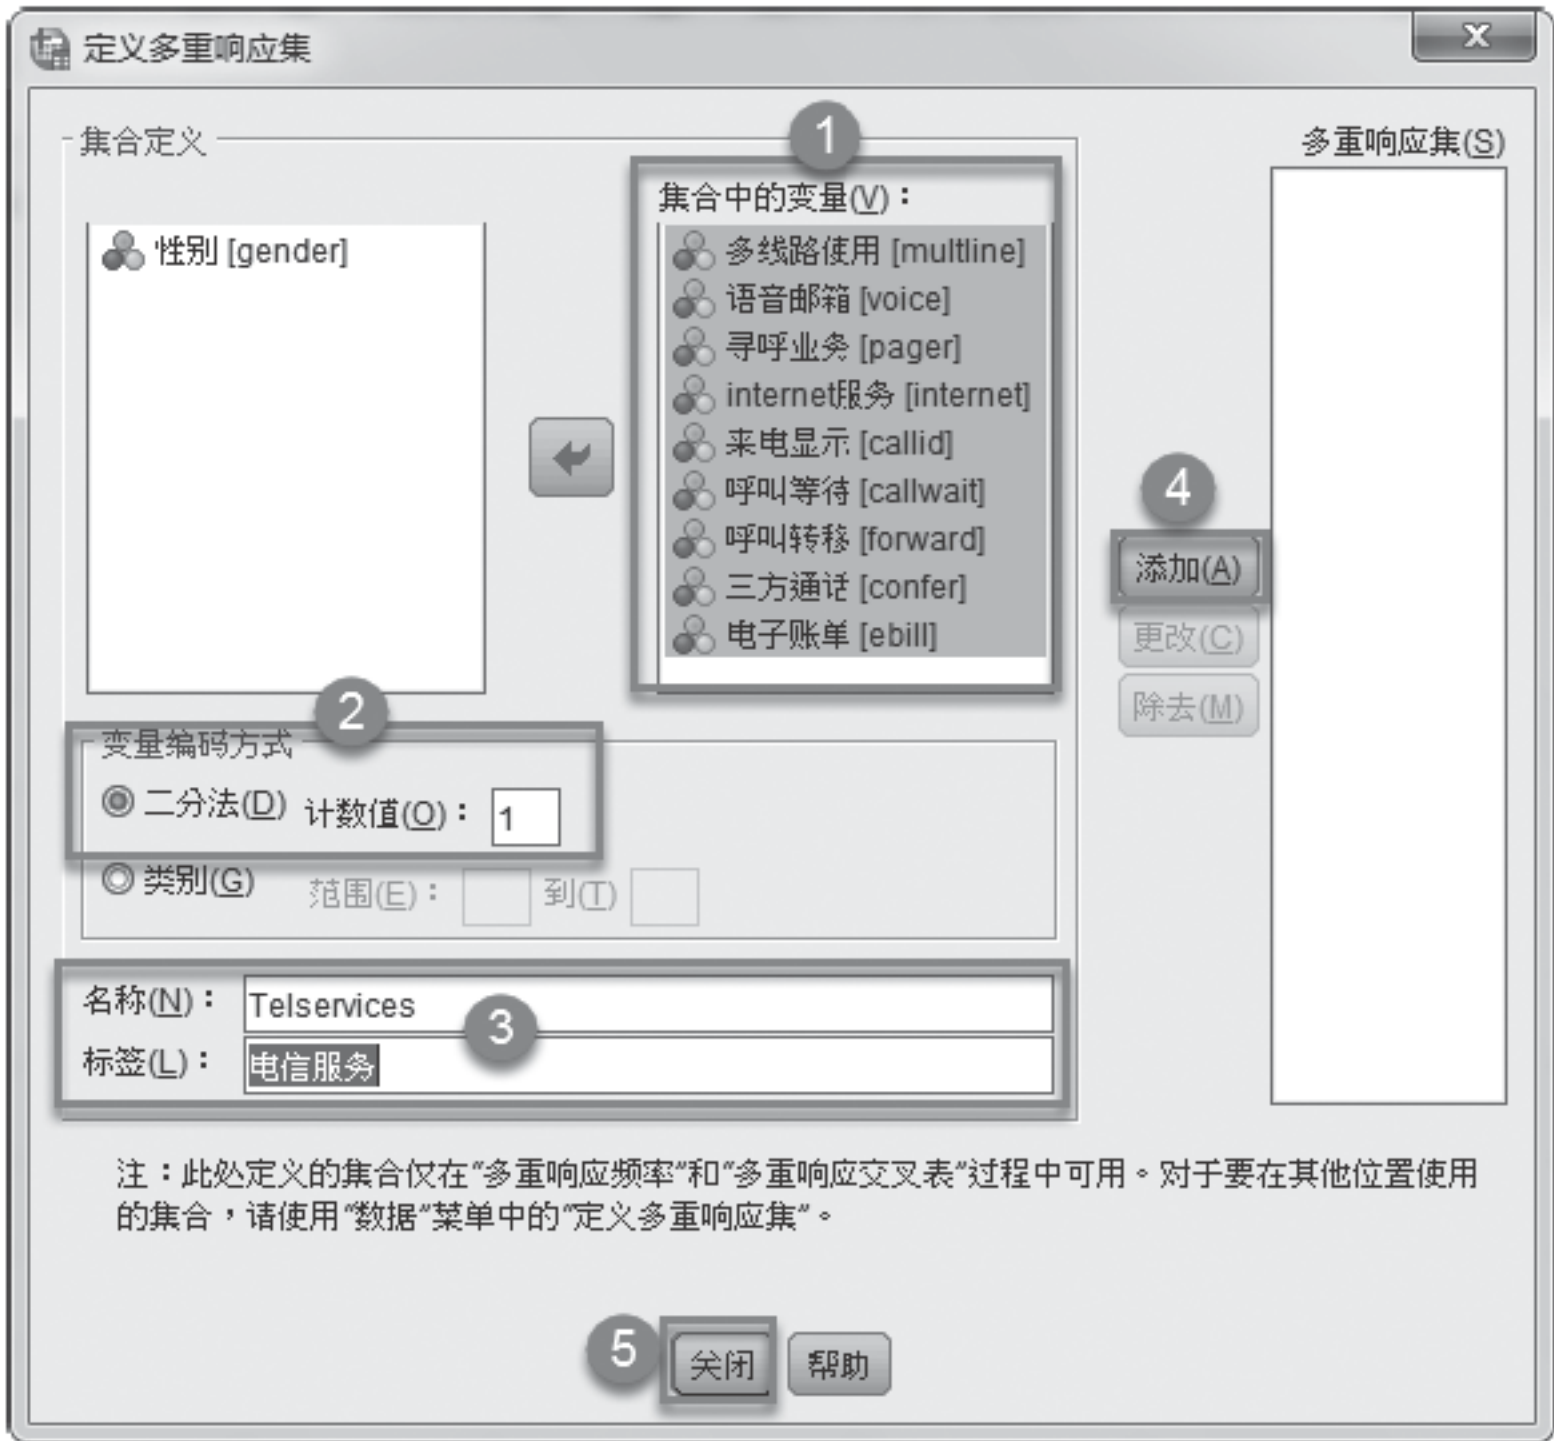 定义多重响应集
集合定义
1
多重响应集(S)
集合中的变量(V)：
性别 [gender]
多线路使用 [multline]
语音邮箱 [voice]
寻呼业务 [pager]
internet服务 [internet]
来电显示 [callid]
呼叫等待 [callwait]
呼叫转移 [forward]
三方通话 [confer]
电子账单 [ebill]
4
添加(A)
更改(C)
除去(M)
2
变量编码方式
二分法(D) 计数值(O)： 1
类别(G) 范围(E)： 到(T)
名称(N)： Telservices
3
标签(L)： 电信服务
注：此处定义的集合仅在"多重响应频率"和"多重响应交叉表"过程中可用。对于要在其他位置使用
的集合，请使用"数据"菜单中的"定义多重响应集"。
5 关闭 帮助